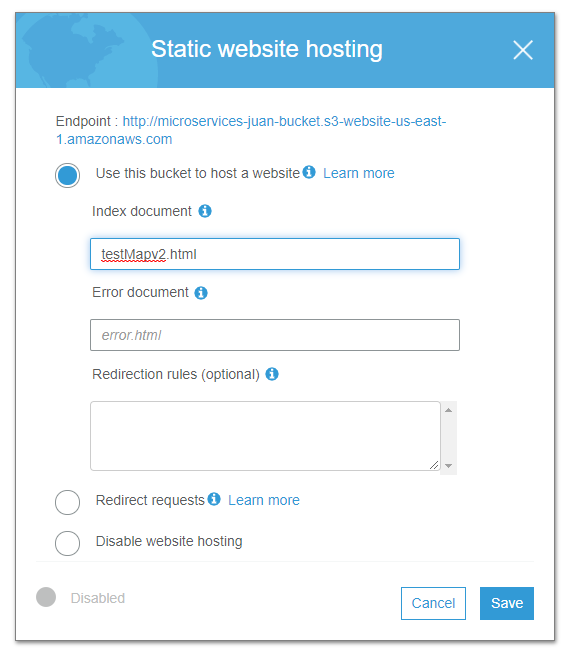 Static website hosting
Endpoint : http://microservices-juan-bucket.s3-website-us-east-
1.amazonaws.com
Use this bucket to host a website Learn more
Index document
testMapv2.html
Error document
error.html
Redirection rules (optional)
Redirect requests Learn more
Disable website hosting
Disabled
Cancel Save